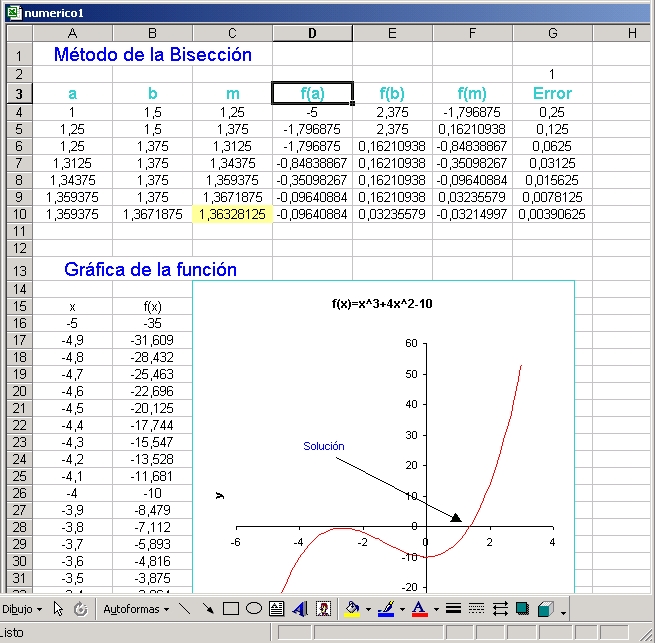 numerico1
A B C D E F G H
1 Método de la Bisección
2 1
3 a b m f(a) f(b) f(m) Error
4 1 1,5 1,25 -5 2,375 -1,796875 0,25
5 1,25 1,5 1,375 -1,796875 2,375 0,16210938 0,125
6 1,25 1,375 1,3125 -1,796875 0,16210938 -0,84838867 0,0625
7 1,3125 1,375 1,34375 -0,84838867 0,16210938 -0,35098267 0,03125
8 1,34375 1,375 1,359375 -0,35098267 0,16210938 -0,09640884 0,015625
9 1,359375 1,375 1,3671875 -0,09640884 0,16210938 0,03235579 0,0078125
10 1,359375 1,3671875 1,36328125 -0,09640884 0,03235579 -0,03214997 0,00390625
11
12
13 Gráfica de la función
14
15 x f(x)
16 -5 -35
17 -4,9 -31,609
18 -4,8 -28,432
19 -4,7 -25,463
20 -4,6 -22,696
21 -4,5 -20,125
22 -4,4 -17,744
23 -4,3 -15,547
24 -4,2 -13,528
25 -4,1 -11,681
26 -4 -10
27 -3,9 -8,479
28 -3,8 -7,112
29 -3,7 -5,893
30 -3,6 -4,816
31 -3,5 -3,875
f(x)=x^3+4x^2-10
60
50
40
30
Solución
20
10
y
0
-6 -4 -2 0 2 4
-10
-20
Dibujo Autoformas
Listo